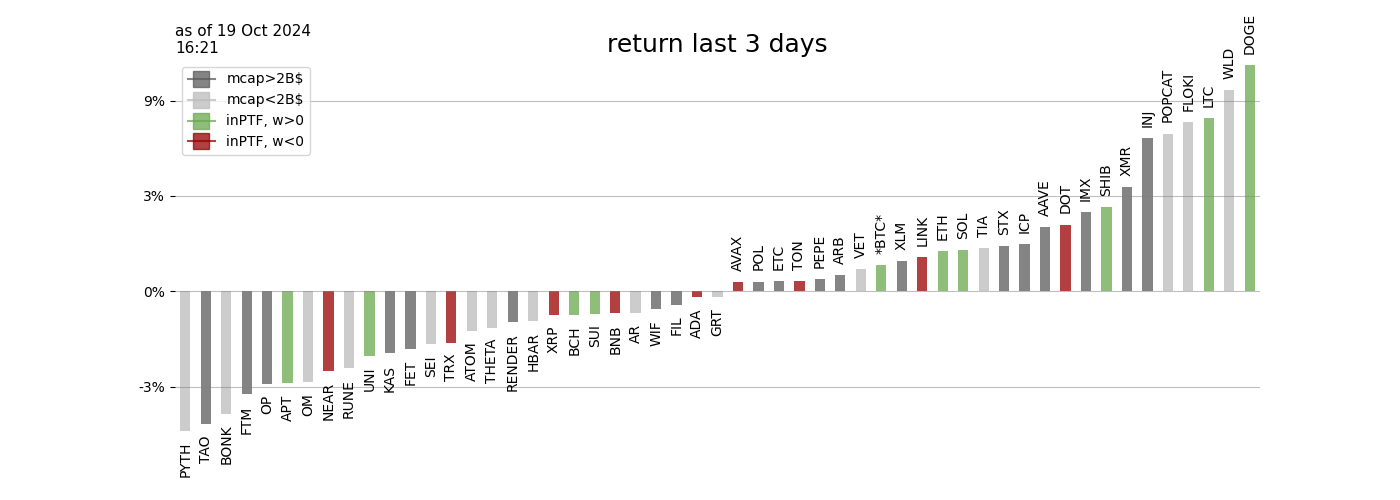 as of 19 Oct 2024
16:21
return last 3 days
mcap>2B$
mcap<2B$
inPTF, w>0
inPTF, w<0
9%
3%
0%
-3%
PYTH
TAO
BONK
FTM
OP
APT
OM
NEAR
RUNE
UNI
KAS
FET
SEI
TRX
ATOM
THETA
RENDER
HBAR
XRP
BCH
SUI
BNB
AR
WIF
FIL
ADA
GRT
AVAX
POL
ETC
TON
PEPE
ARB
VET
*BTC*
XLM
LINK
ETH
SOL
TIA
STX
ICP
AAVE
DOT
IMX
SHIB
XMR
INJ
POPCAT
FLOKI
LTC
WLD
DOGE